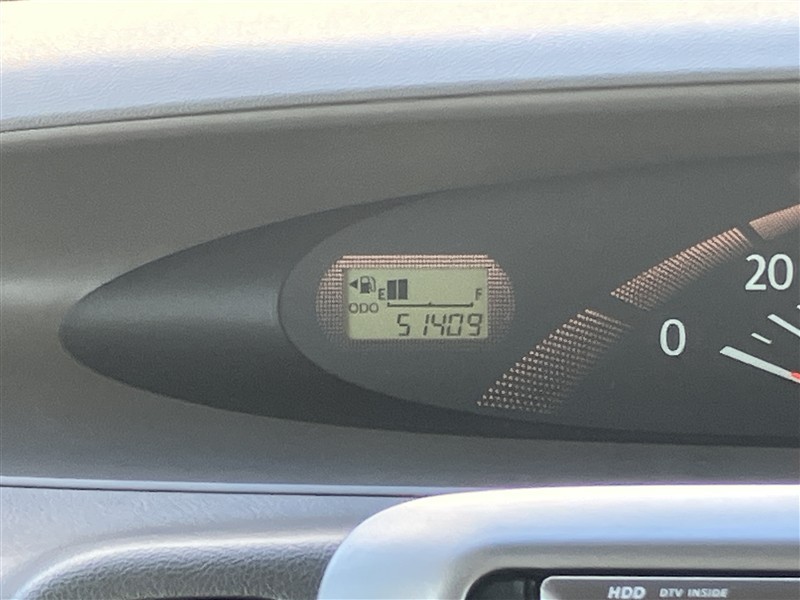 E F
ODO
51409
20
0
HDD DTV INSIDE